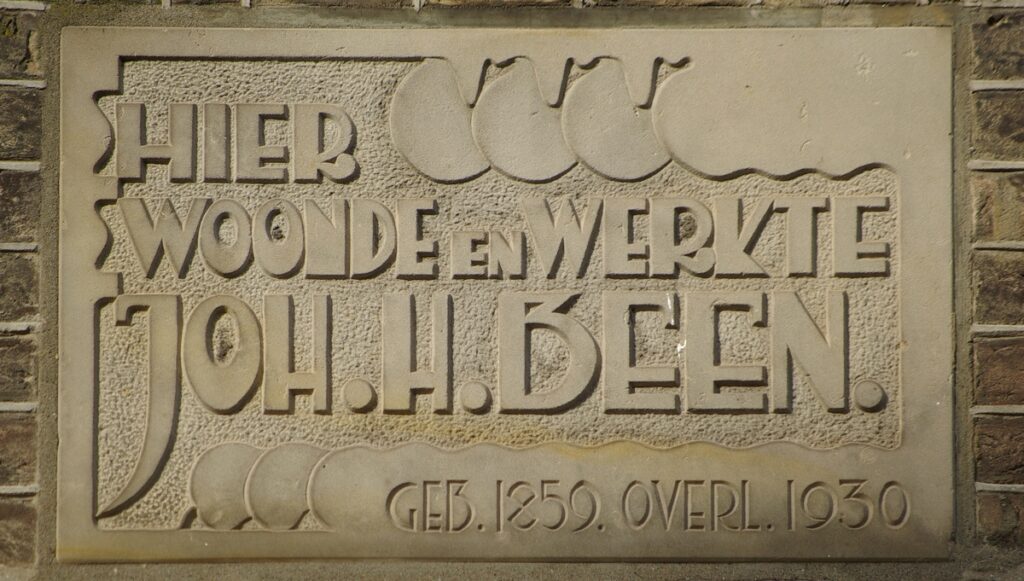 HIER
WOONDE EN WERKTE
JOH. H. BEEN.
GEB. 1859. OVERL. 1930